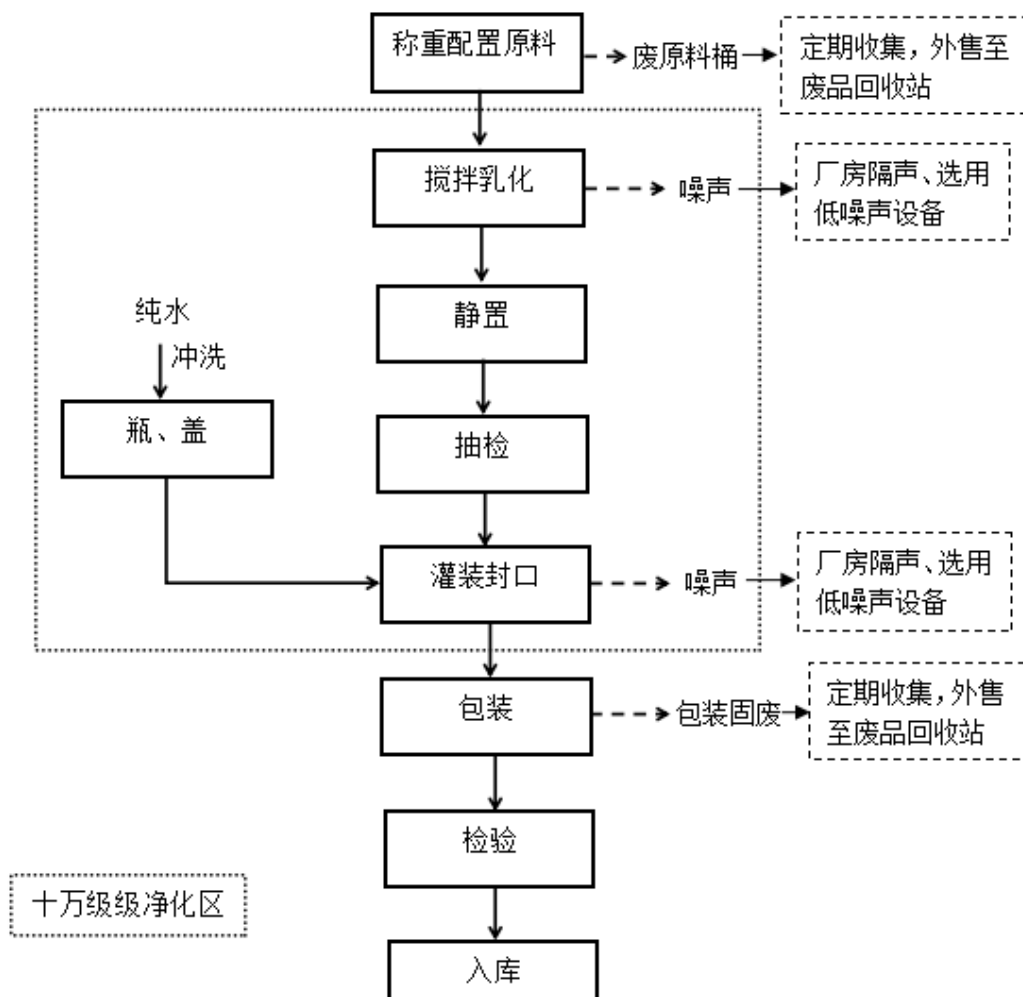 称重配置原料
废原料桶
定期收集，外售至
废品回收站
搅拌乳化
噪声
厂房隔声、选用
低噪声设备
静置
纯水
冲洗
瓶、盖
抽检
灌装封口
噪声
厂房隔声、选用
低噪声设备
包装
包装固废
定期收集，外售
至废品回收站
检验
十万级级净化区
入库